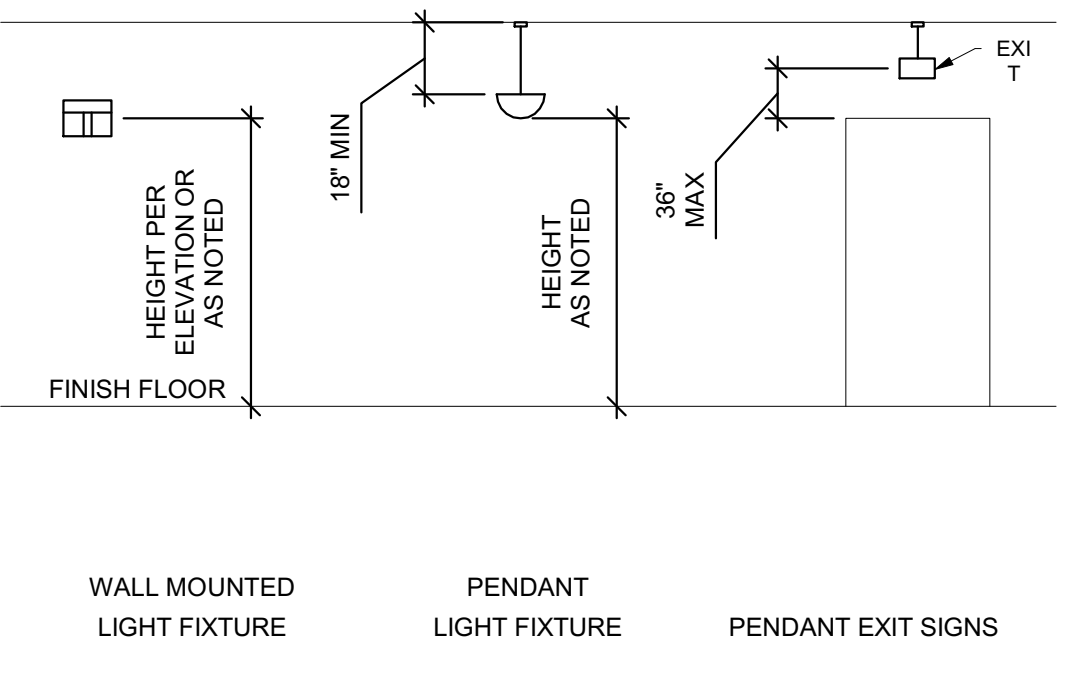 EXI
T
18" MIN
36"
MAX
HEIGHT PER
ELEVATION OR
AS NOTED
HEIGHT
AS NOTED
FINISH FLOOR
WALL MOUNTED
LIGHT FIXTURE
PENDANT
LIGHT FIXTURE
PENDANT EXIT SIGNS